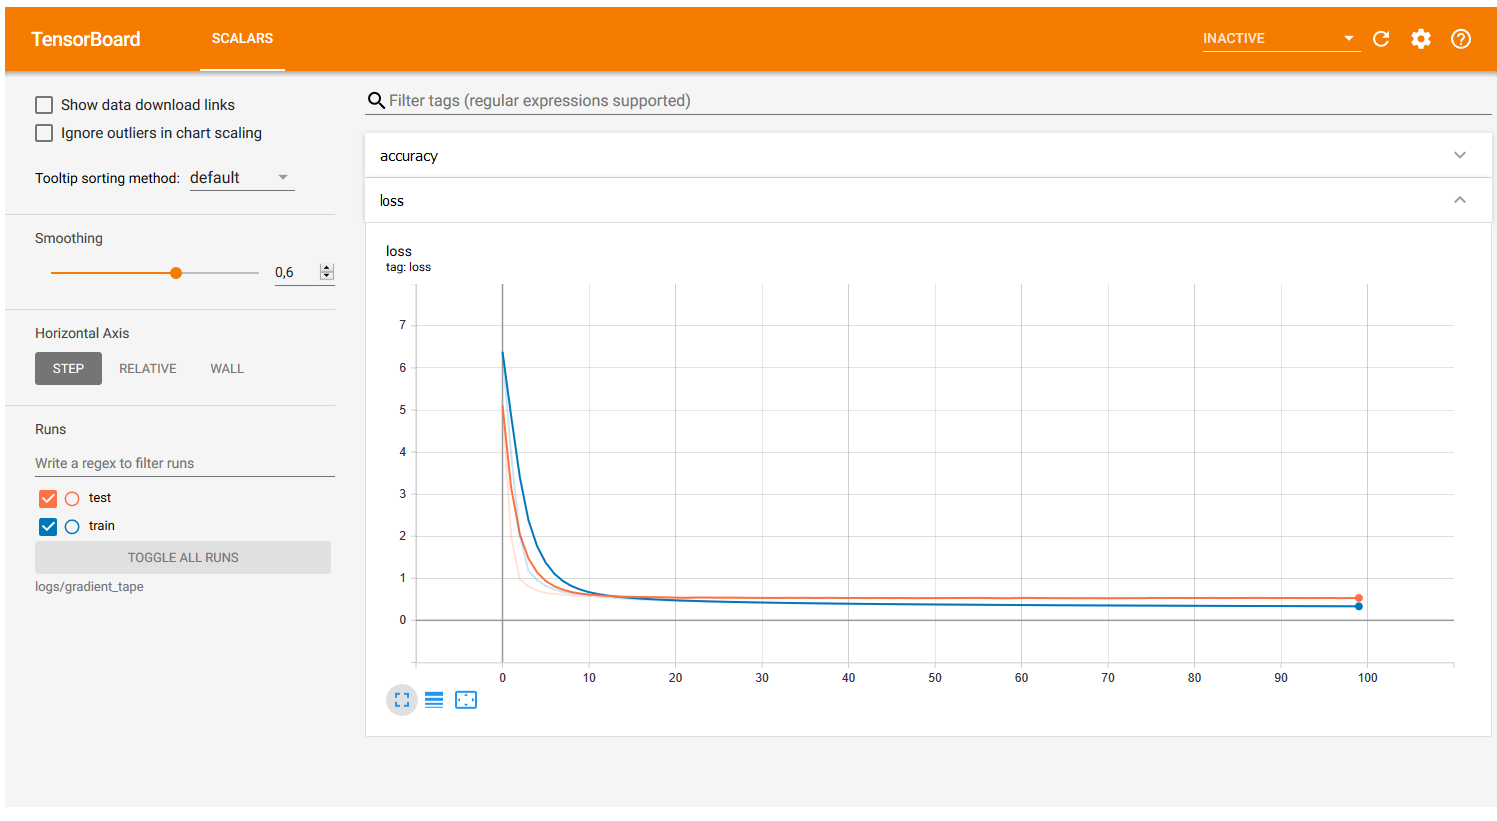 TensorBoard SCALARS INACTIVE
Show data download links
Ignore outliers in chart scaling
Tooltip sorting method: default
Smoothing
0,6
Horizontal Axis
STEP RELATIVE WALL
Runs
Write a regex to filter runs
test
train
TOGGLE ALL RUNS
logs/gradient_tape
Filter tags (regular expressions supported)
accuracy
loss
loss
tag: loss
7
6
5
4
3
2
1
0
0 10 20 30 40 50 60 70 80 90 100